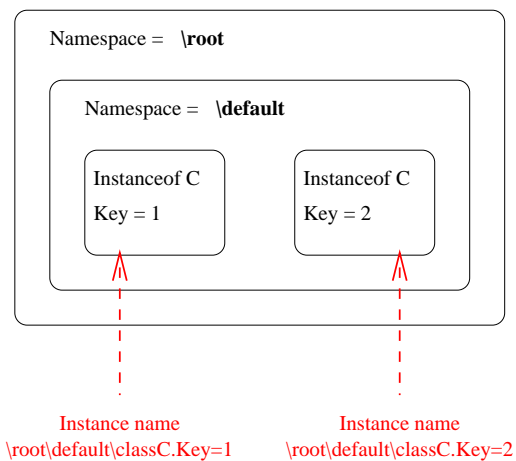 Namespace = \root
Namespace = \default
Instanceof C
Key = 1
Instanceof C
Key = 2
Instance name
\root\default\classC.Key=1
Instance name
\root\default\classC.Key=2